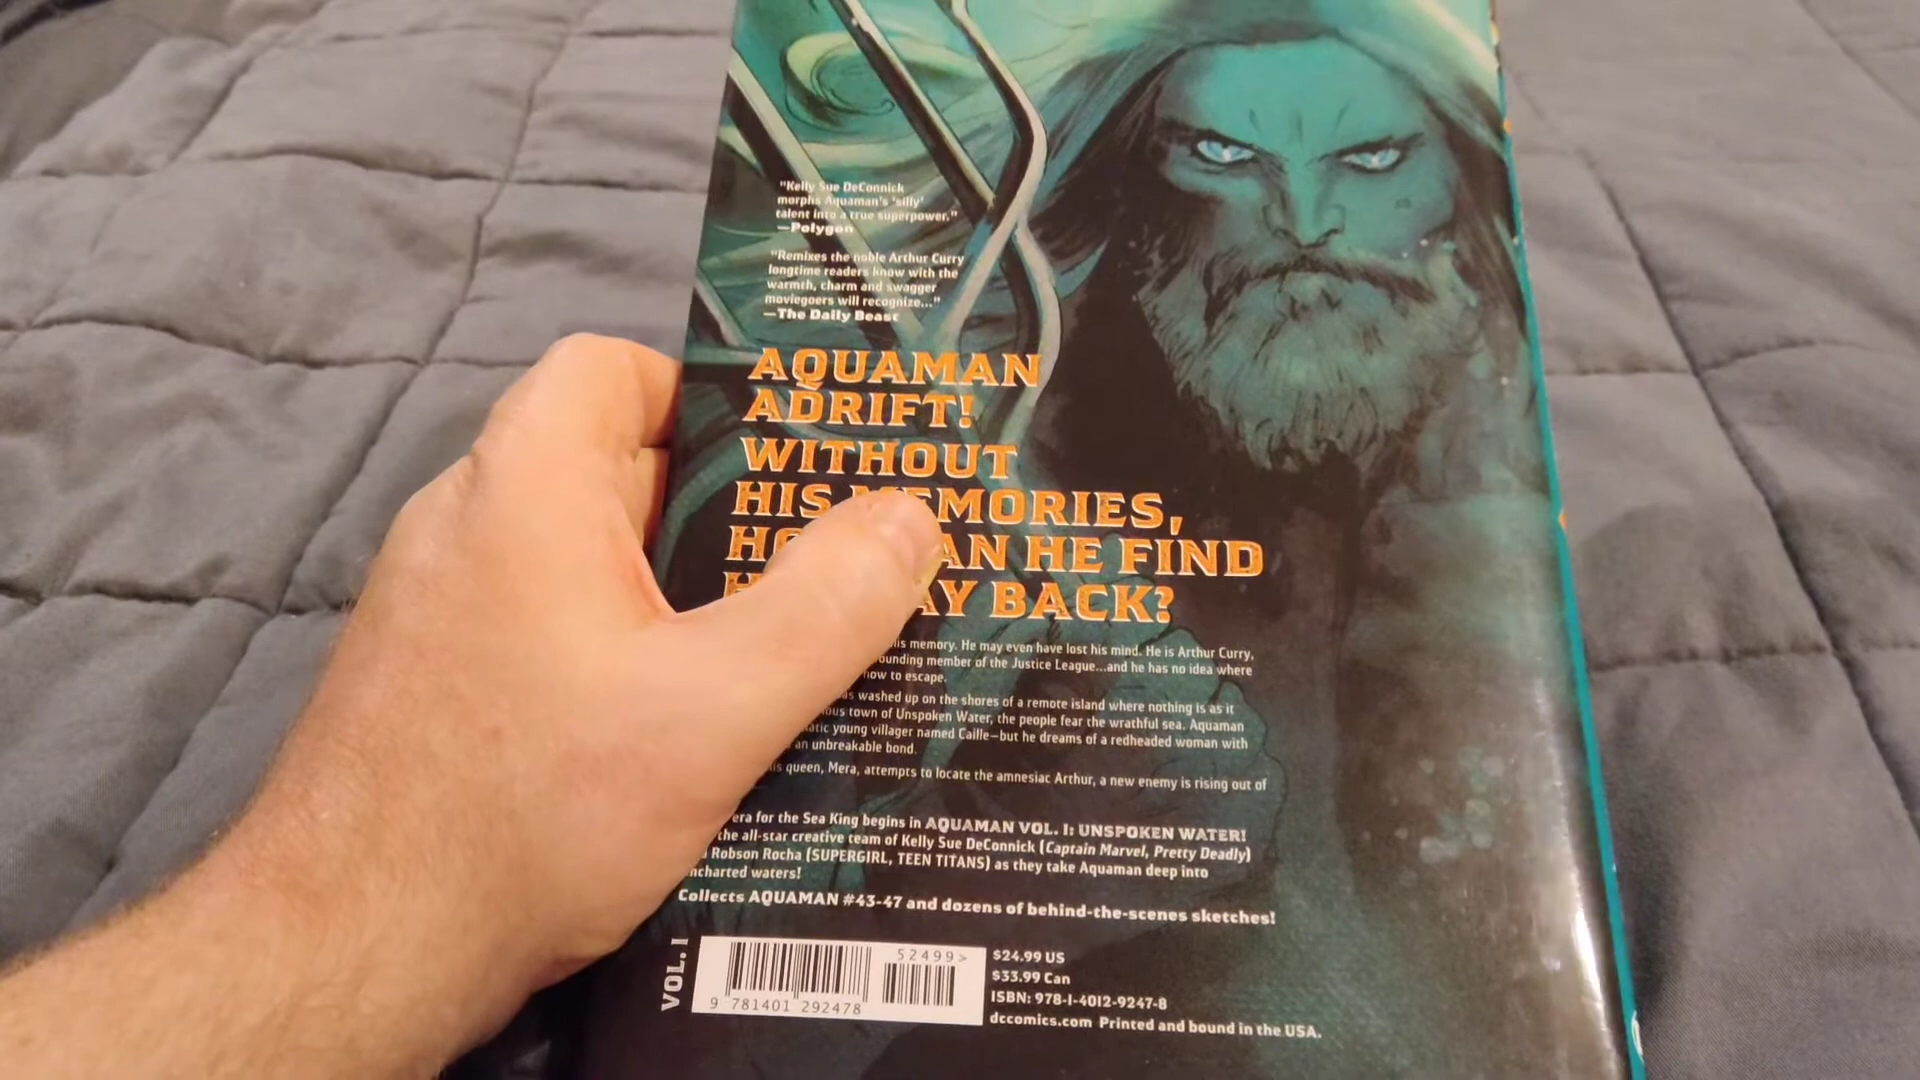 "Kelly Sue DeConnick
morphs Aquaman's 'silly'
talent into a true superpower."
—Polygon
"Remixes the noble Arthur Curry
longtime readers know with the
warmth, charm and swagger
moviegoers will recognize..."
—The Daily Beast
AQUAMAN
ADRIFT!
WITHOUT
HIS MEMORIES,
HE FIND
BACK?
memory. He may even have lost his mind. He is Arthur Curry,
member of the Justice League...and he has no idea where
how to escape.
washed up on the shores of a remote island where nothing is as it
town of Unspoken Water, the people fear the wrathful sea. Aquaman
young villager named Caille—but he dreams of a redheaded woman with
an unbreakable bond.
queen, Mera, attempts to locate the amnesiac Arthur, a new enemy is rising out of
era for the Sea King begins in AQUAMAN VOL. 1: UNSPOKEN WATER!
the all-star creative team of Kelly Sue DeConnick (Captain Marvel, Pretty Deadly)
Robson Rocha (SUPERGIRL, TEEN TITANS) as they take Aquaman deep into
waters!
Collects AQUAMAN #43-47 and dozens of behind-the-scenes sketches!
VOL. 1
52499>
9 781401 292478
$24.99 US
$33.99 Can
ISBN: 978-1-4012-9247-8
dccomics.com Printed and bound in the USA.